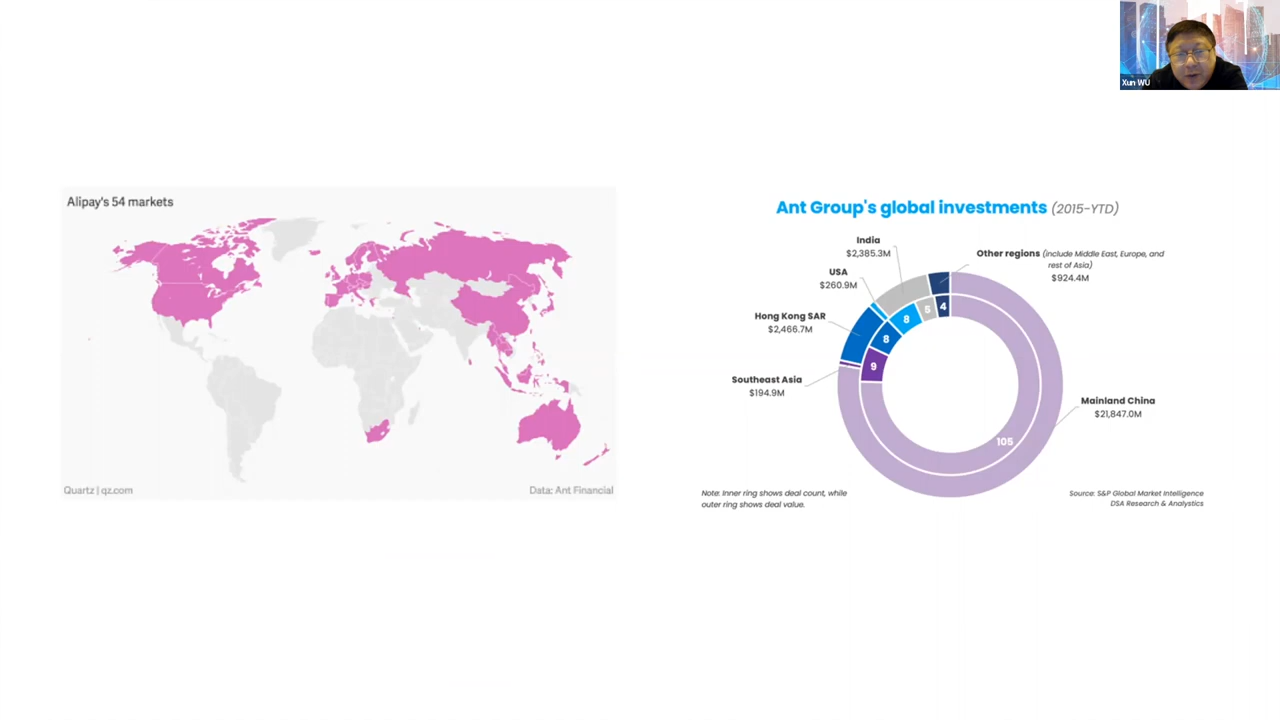 Xun WU
Alipay's 54 markets
Quartz | qz.com
Data: Ant Financial
Ant Group's global investments (2015-YTD)
India
$2,385.3M
Other regions (include Middle East, Europe, and
rest of Asia)
$924.4M
USA
$260.9M
Hong Kong SAR
$2,466.7M
Southeast Asia
$194.9M
Mainland China
$21,847.0M
4
5
8
8
9
105
Note: Inner ring shows deal count, while
outer ring shows deal value.
Source: S&P Global Market Intelligence
DSA Research & Analystics